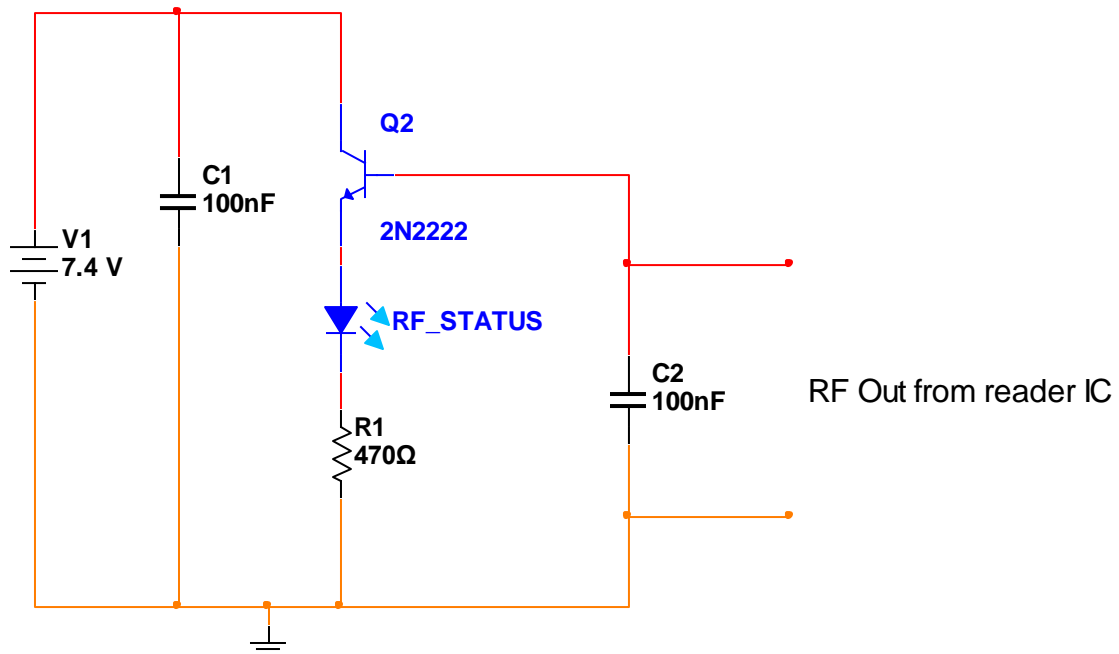 Q2
C1
100nF
2N2222
V1
7.4 V
RF_STATUS
C2
100nF
RF Out from reader IC
R1
470Ω